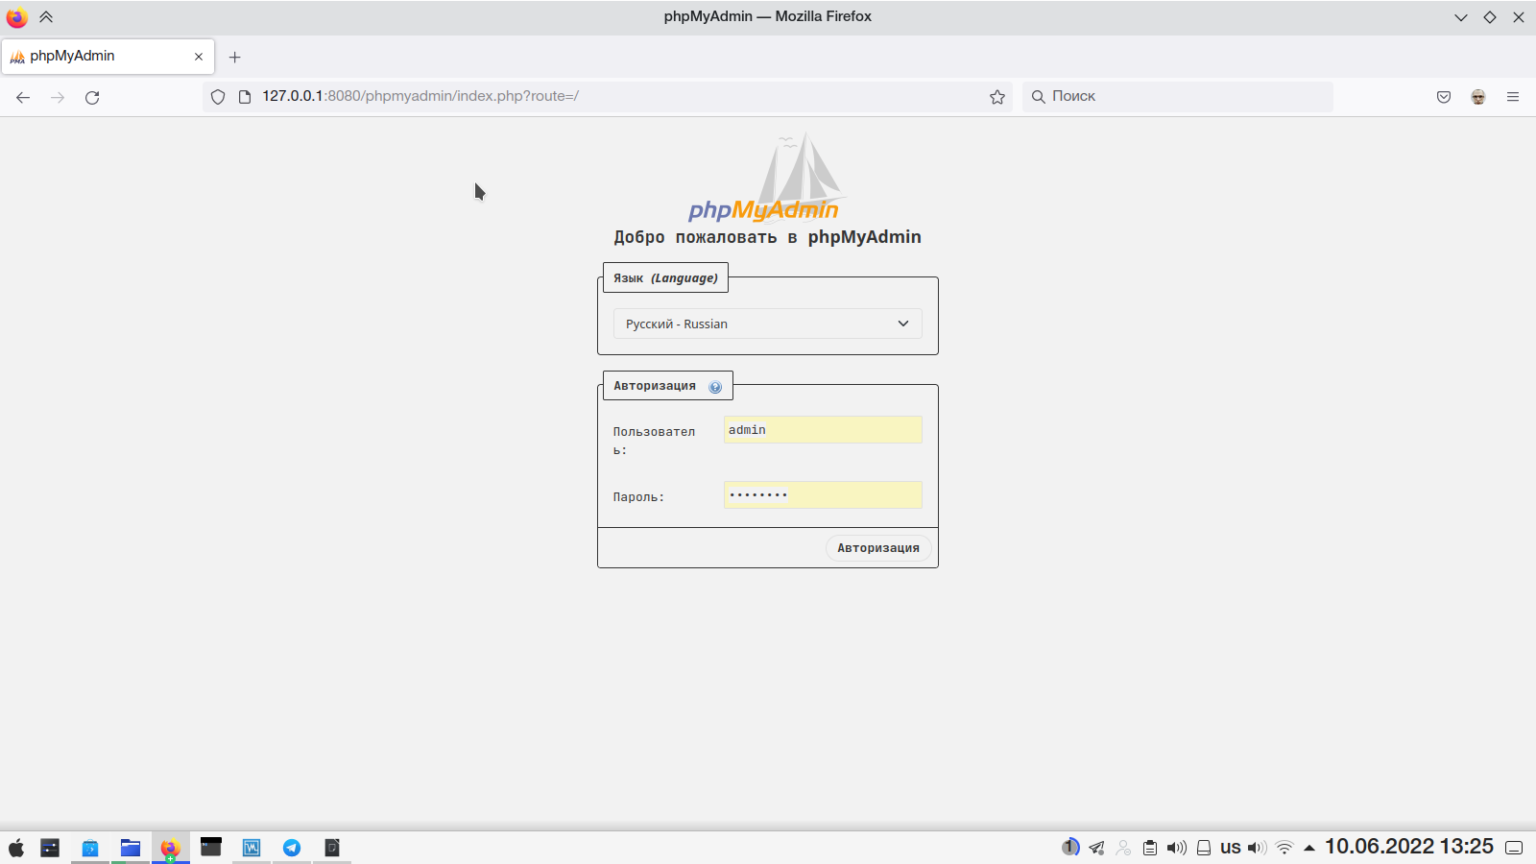 phpMyAdmin — Mozilla Firefox
phpMyAdmin
127.0.0.1:8080/phpmyadmin/index.php?route=/
Поиск
phpMyAdmin
Добро пожаловать в phpMyAdmin
Язык (Language)
Русский - Russian
Авторизация
Пользовател
ь:
admin
Пароль:
••••••••
Авторизация
us
10.06.2022 13:25